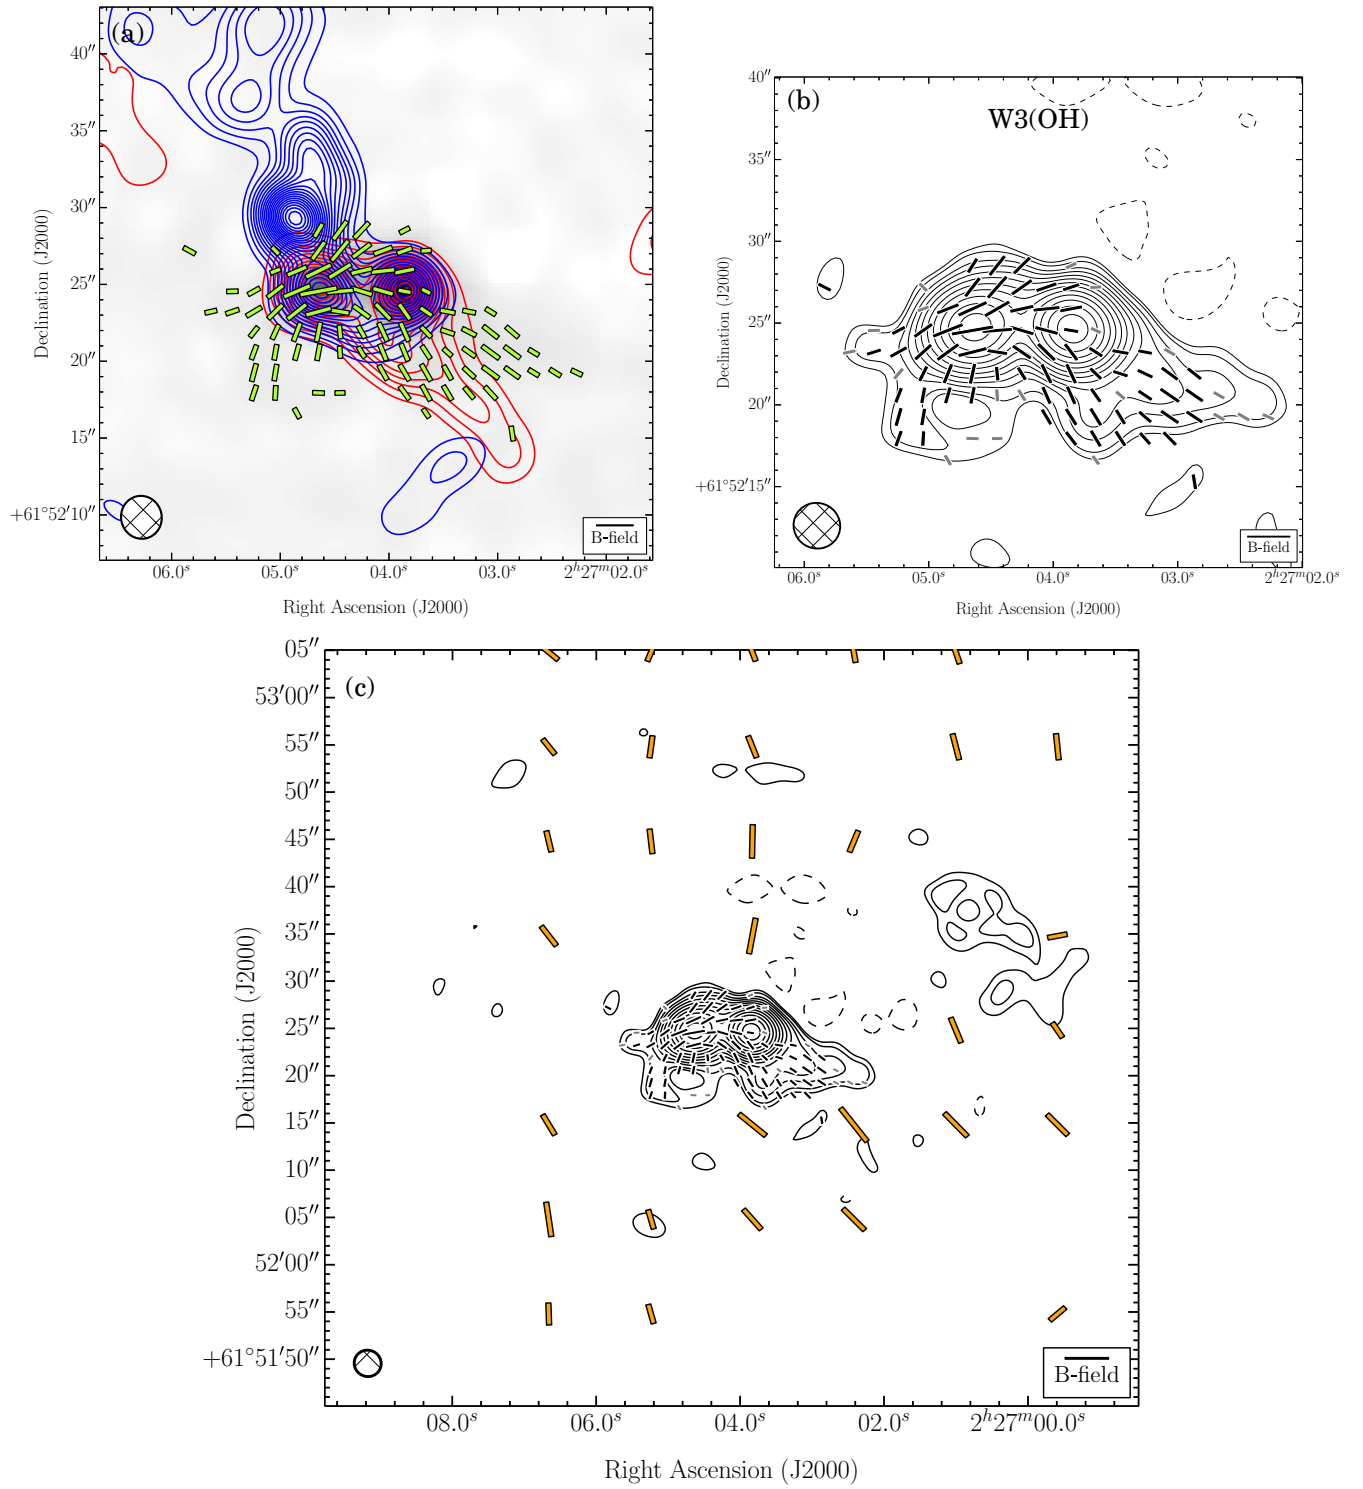 (a)
40″
35″
30″
25″
20″
15″
+61°52′10″
Declination (J2000)
B-field
06.0ˢ 05.0ˢ 04.0ˢ 03.0ˢ 2ʰ27ᵐ02.0ˢ
Right Ascension (J2000)
(b)
W3(OH)
40″
35″
30″
25″
20″
+61°52′15″
Declination (J2000)
B-field
06.0ˢ 05.0ˢ 04.0ˢ 03.0ˢ 2ʰ27ᵐ02.0ˢ
Right Ascension (J2000)
(c)
05″
53′00″
55″
50″
45″
40″
35″
30″
25″
20″
15″
10″
05″
52′00″
55″
+61°51′50″
Declination (J2000)
B-field
08.0ˢ 06.0ˢ 04.0ˢ 02.0ˢ 2ʰ27ᵐ00.0ˢ
Right Ascension (J2000)